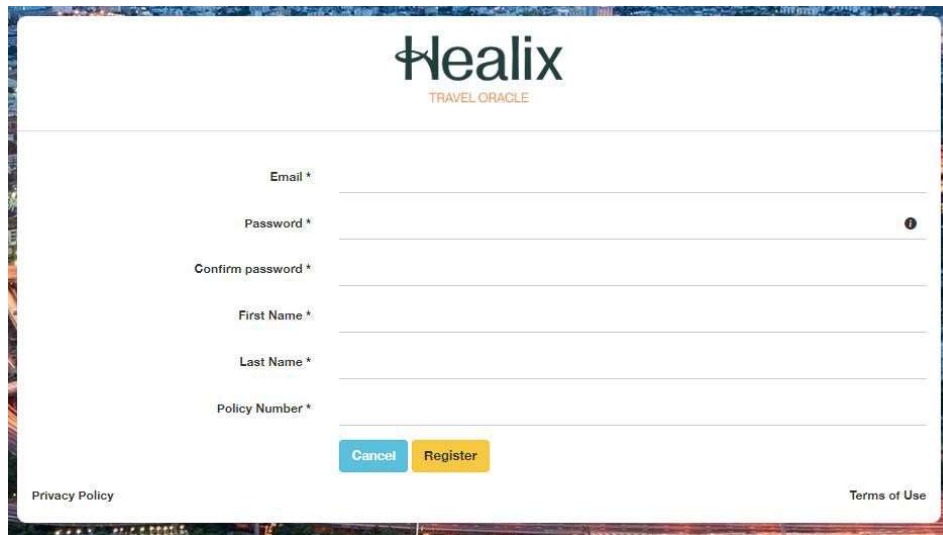 Healix
TRAVEL ORACLE
Email *
Password *
Confirm password *
First Name *
Last Name *
Policy Number *
Cancel Register
Privacy Policy Terms of Use